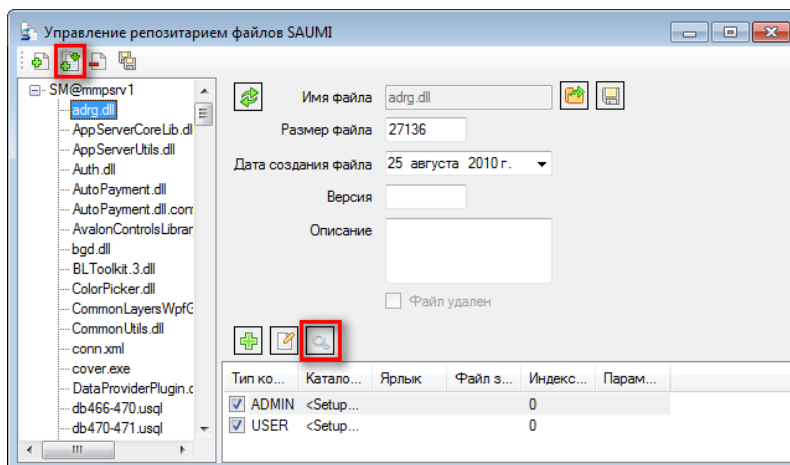 Управление репозитарием файлов SAUMI
SM@mmpsrv1
adrg.dll
AppServerCoreLib.dl
AppServerUtils.dll
Auth.dll
AutoPayment.dll
AutoPayment.dll.con
AvalonControlsLibrar
bgd.dll
BLToolkit.3.dll
ColorPicker.dll
CommonLayersWpfG
CommonUtils.dll
conn.xml
cover.exe
DataProviderPlugin.c
db466-470.usql
db470-471.usql
Имя файла adrg.dll
Размер файла 27136
Дата создания файла 25 августа 2010 г.
Версия
Описание
Файл удален
Тип ко... Катало... Ярлык Файл з... Индекс... Парам...
ADMIN <Setup... 0
USER <Setup... 0